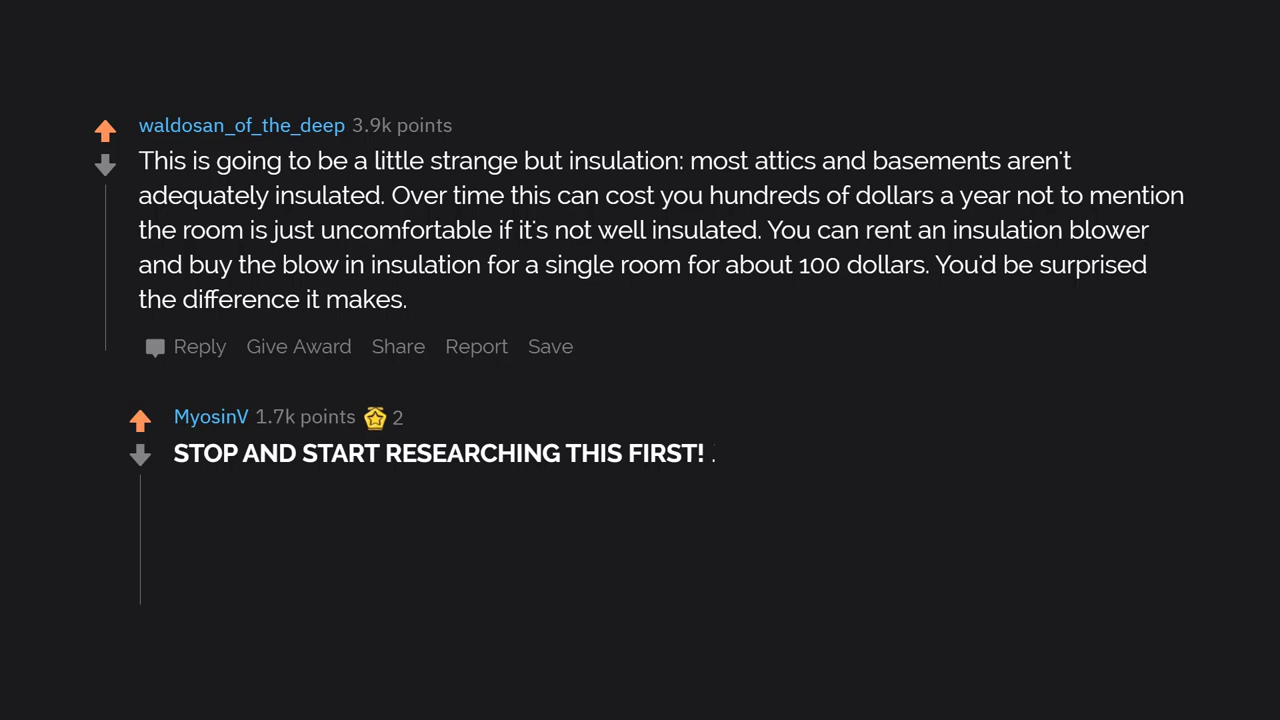 waldosan_of_the_deep 3.9k points
This is going to be a little strange but insulation: most attics and basements aren't
adequately insulated. Over time this can cost you hundreds of dollars a year not to mention
the room is just uncomfortable if it's not well insulated. You can rent an insulation blower
and buy the blow in insulation for a single room for about 100 dollars. You'd be surprised
the difference it makes.
Reply Give Award Share Report Save
MyosinV 1.7k points 2
STOP AND START RESEARCHING THIS FIRST! .